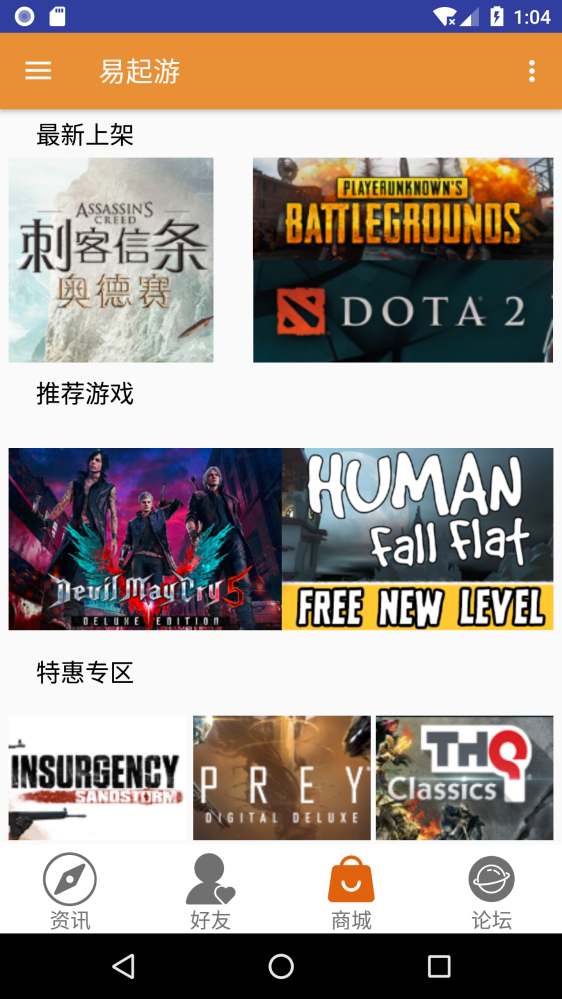 1:04
易起游
最新上架
ASSASSIN'S
CREED
刺客信条
奥德赛
PLAYERUNKNOWN'S
BATTLEGROUNDS
DOTA 2
推荐游戏
Devil May Cry 5
DELUXE EDITION
HUMAN
fall flat
FREE NEW LEVEL
特惠专区
INSURGENCY
SANDSTORM
PREY
DIGITAL DELUXE
THQ
Classics
资讯
好友
商城
论坛